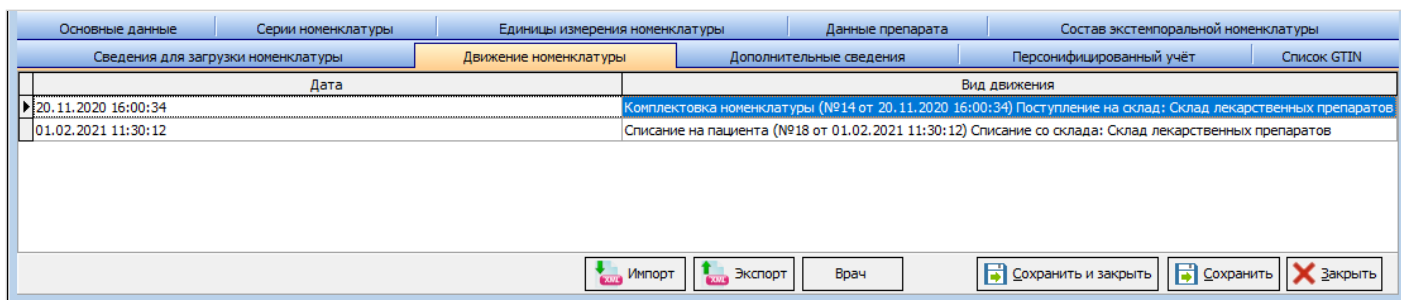 Основные данные Серии номенклатуры Единицы измерения номенклатуры Данные препарата Состав экстемпоральной номенклатуры
Сведения для загрузки номенклатуры Движение номенклатуры Дополнительные сведения Персонифицированный учёт Список GTIN
Дата Вид движения
20.11.2020 16:00:34 Комплектовка номенклатуры (№14 от 20.11.2020 16:00:34) Поступление на склад: Склад лекарственных препаратов
01.02.2021 11:30:12 Списание на пациента (№18 от 01.02.2021 11:30:12) Списание со склада: Склад лекарственных препаратов
XML Импорт XML Экспорт Врач Сохранить и закрыть Сохранить Закрыть